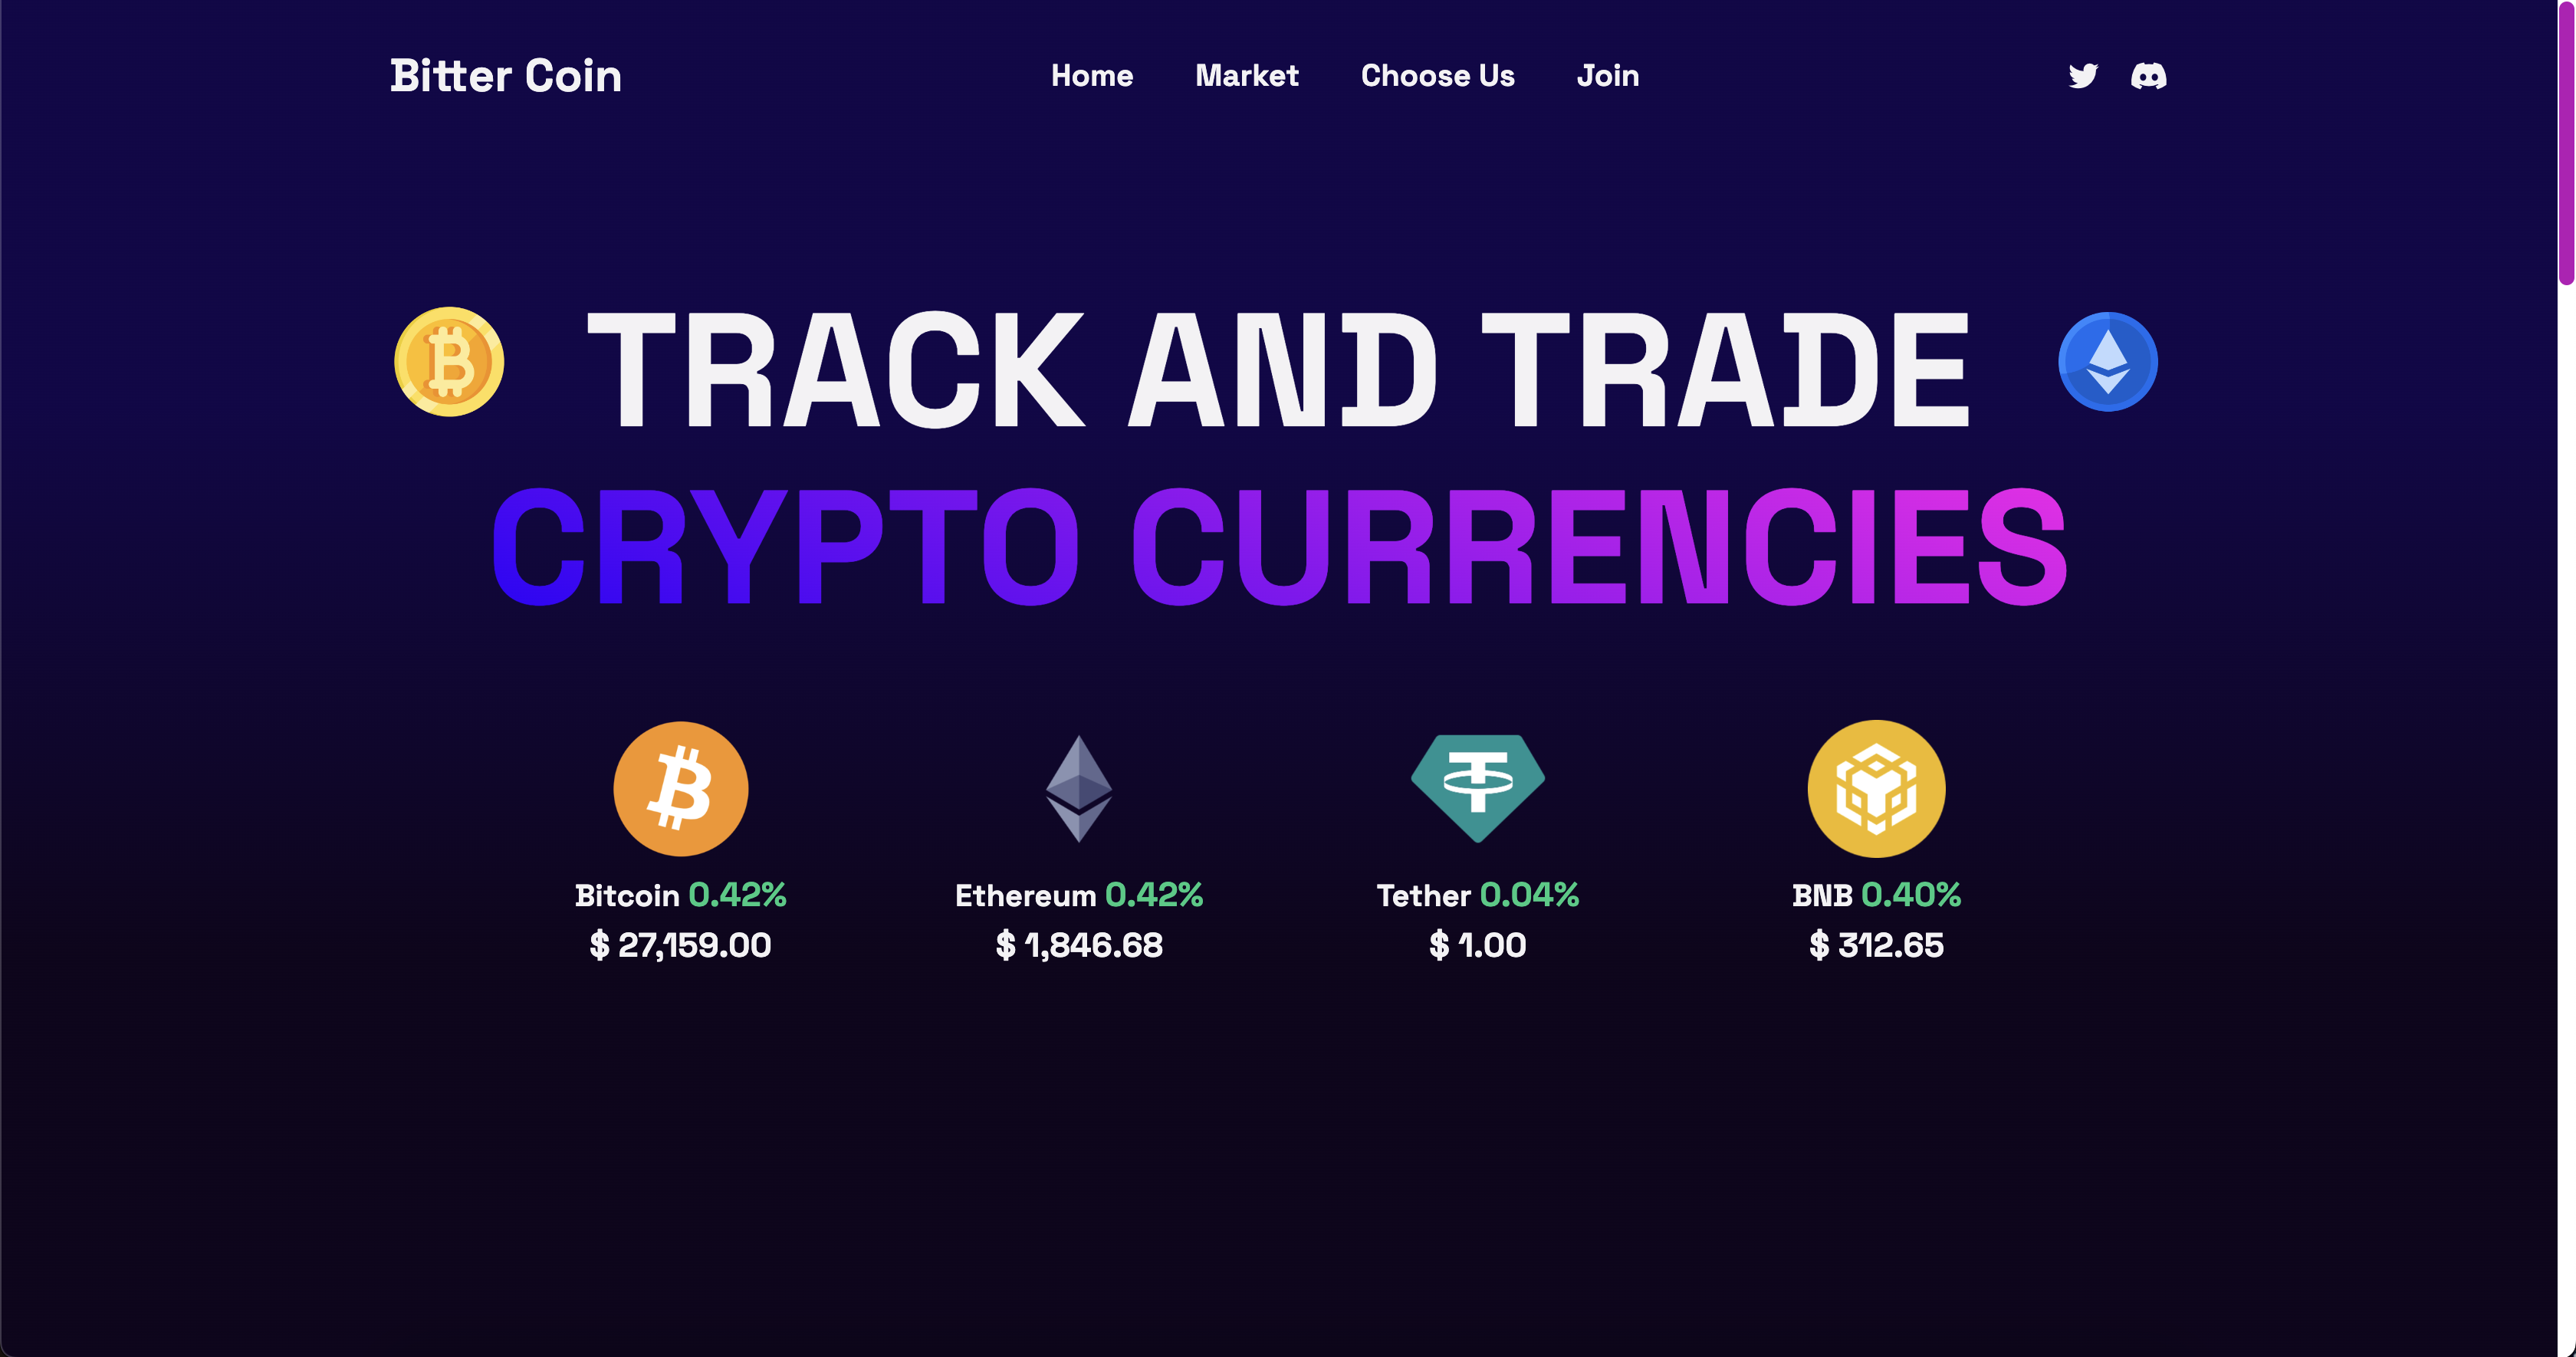 Bitter Coin
Home Market Choose Us Join
TRACK AND TRADE
CRYPTO CURRENCIES
Bitcoin 0.42% Ethereum 0.42% Tether 0.04% BNB 0.40%
$ 27,159.00 $ 1,846.68 $ 1.00 $ 312.65